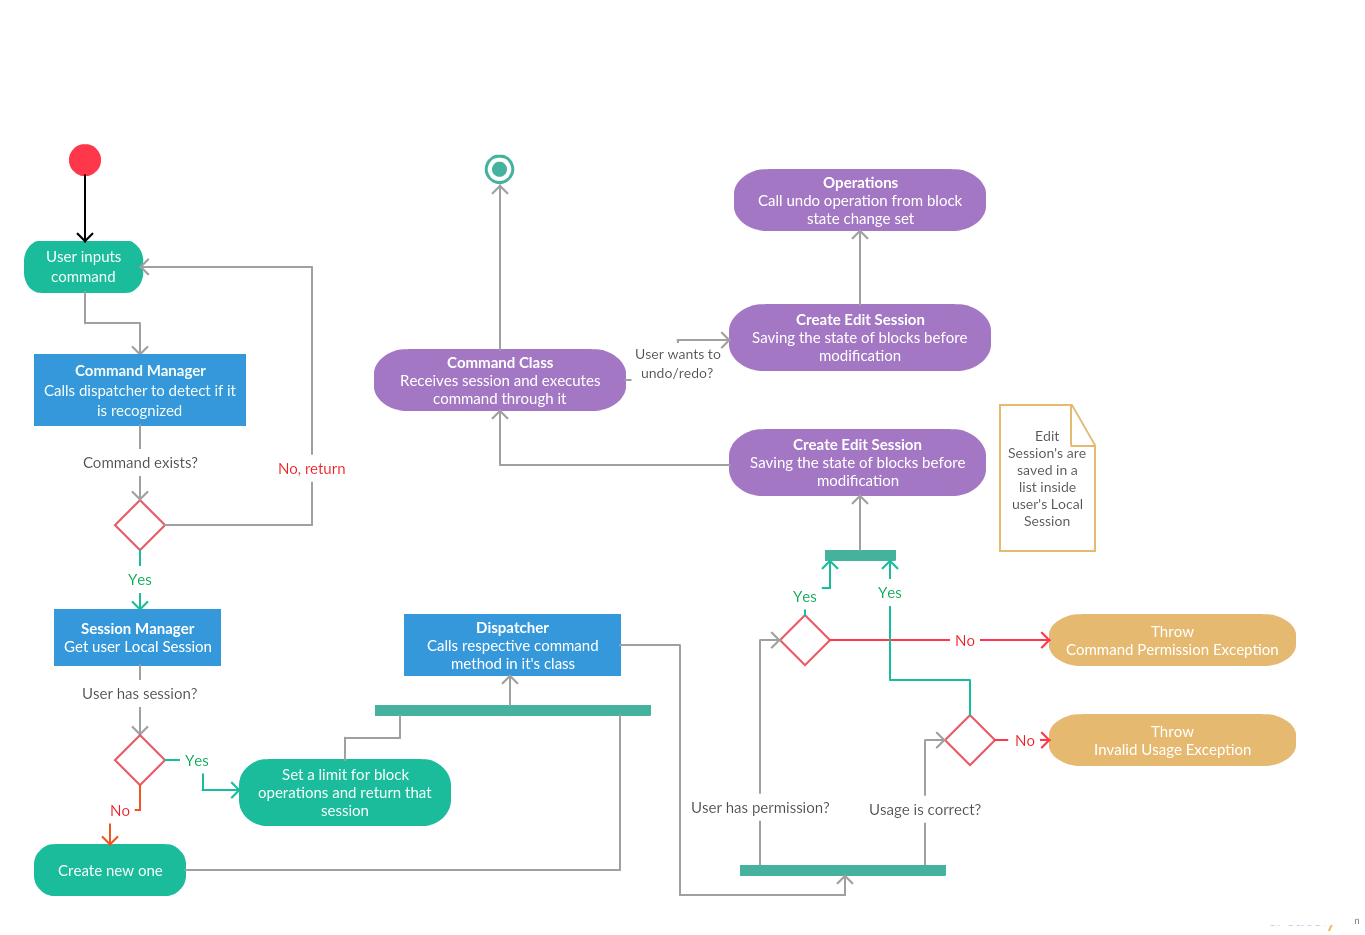 User inputs
command
Command Manager
Calls dispatcher to detect if it
is recognized
Command exists?
No, return
Yes
Session Manager
Get user Local Session
User has session?
Yes
No
Set a limit for block
operations and return that
session
Create new one
Dispatcher
Calls respective command
method in it's class
Command Class
Receives session and executes
command through it
User wants to
undo/redo?
Operations
Call undo operation from block
state change set
Create Edit Session
Saving the state of blocks before
modification
Create Edit Session
Saving the state of blocks before
modification
Edit
Session's are
saved in a
list inside
user's Local
Session
Yes
Yes
No
Throw
Command Permission Exception
No
Throw
Invalid Usage Exception
User has permission?
Usage is correct?